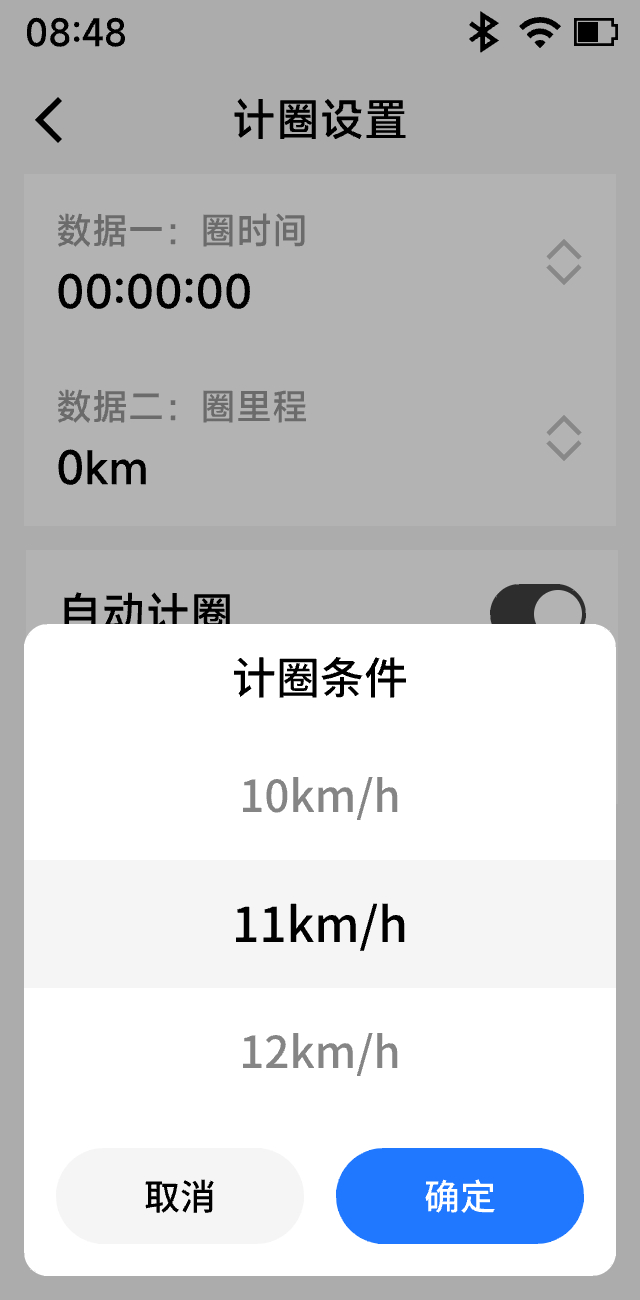 08:48
计圈设置
数据一：圈时间
00:00:00
数据二：圈里程
0km
自动计圈
计圈条件
10km/h
11km/h
12km/h
取消
确定